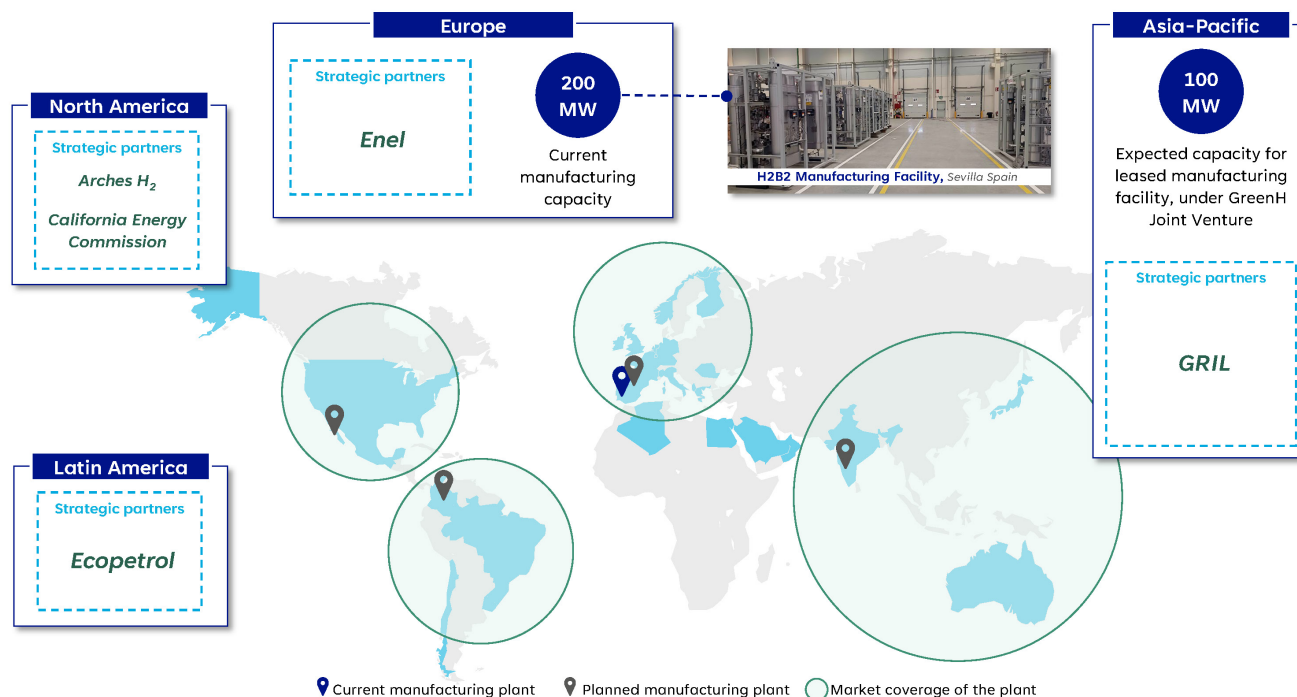 North America
Strategic partners
Arches H₂
California Energy
Commission
Europe
Strategic partners
Enel
200
MW
Current
manufacturing
capacity
H2B2 Manufacturing Facility, Sevilla Spain
Asia-Pacific
100
MW
Expected capacity for
leased manufacturing
facility, under GreenH
Joint Venture
Strategic partners
GRIL
Latin America
Strategic partners
Ecopetrol
Current manufacturing plant
Planned manufacturing plant
Market coverage of the plant